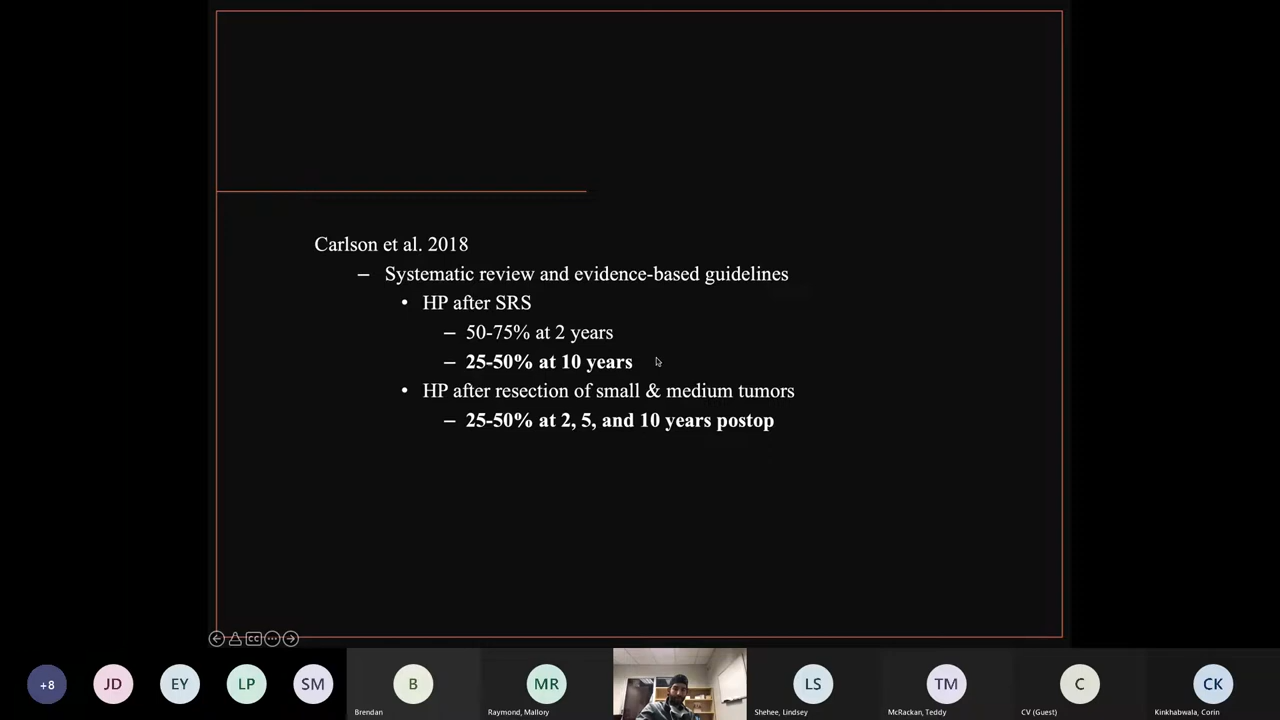 Carlson et al. 2018
– Systematic review and evidence-based guidelines
• HP after SRS
– 50-75% at 2 years
– 25-50% at 10 years
• HP after resection of small & medium tumors
– 25-50% at 2, 5, and 10 years postop
CC
+8
JD
EY
LP
SM
B
MR
LS
TM
C
CK
Brendan
Raymond, Mallory
Shehee, Lindsey
McRackan, Teddy
CV (Guest)
Kinkhabwala, Corin